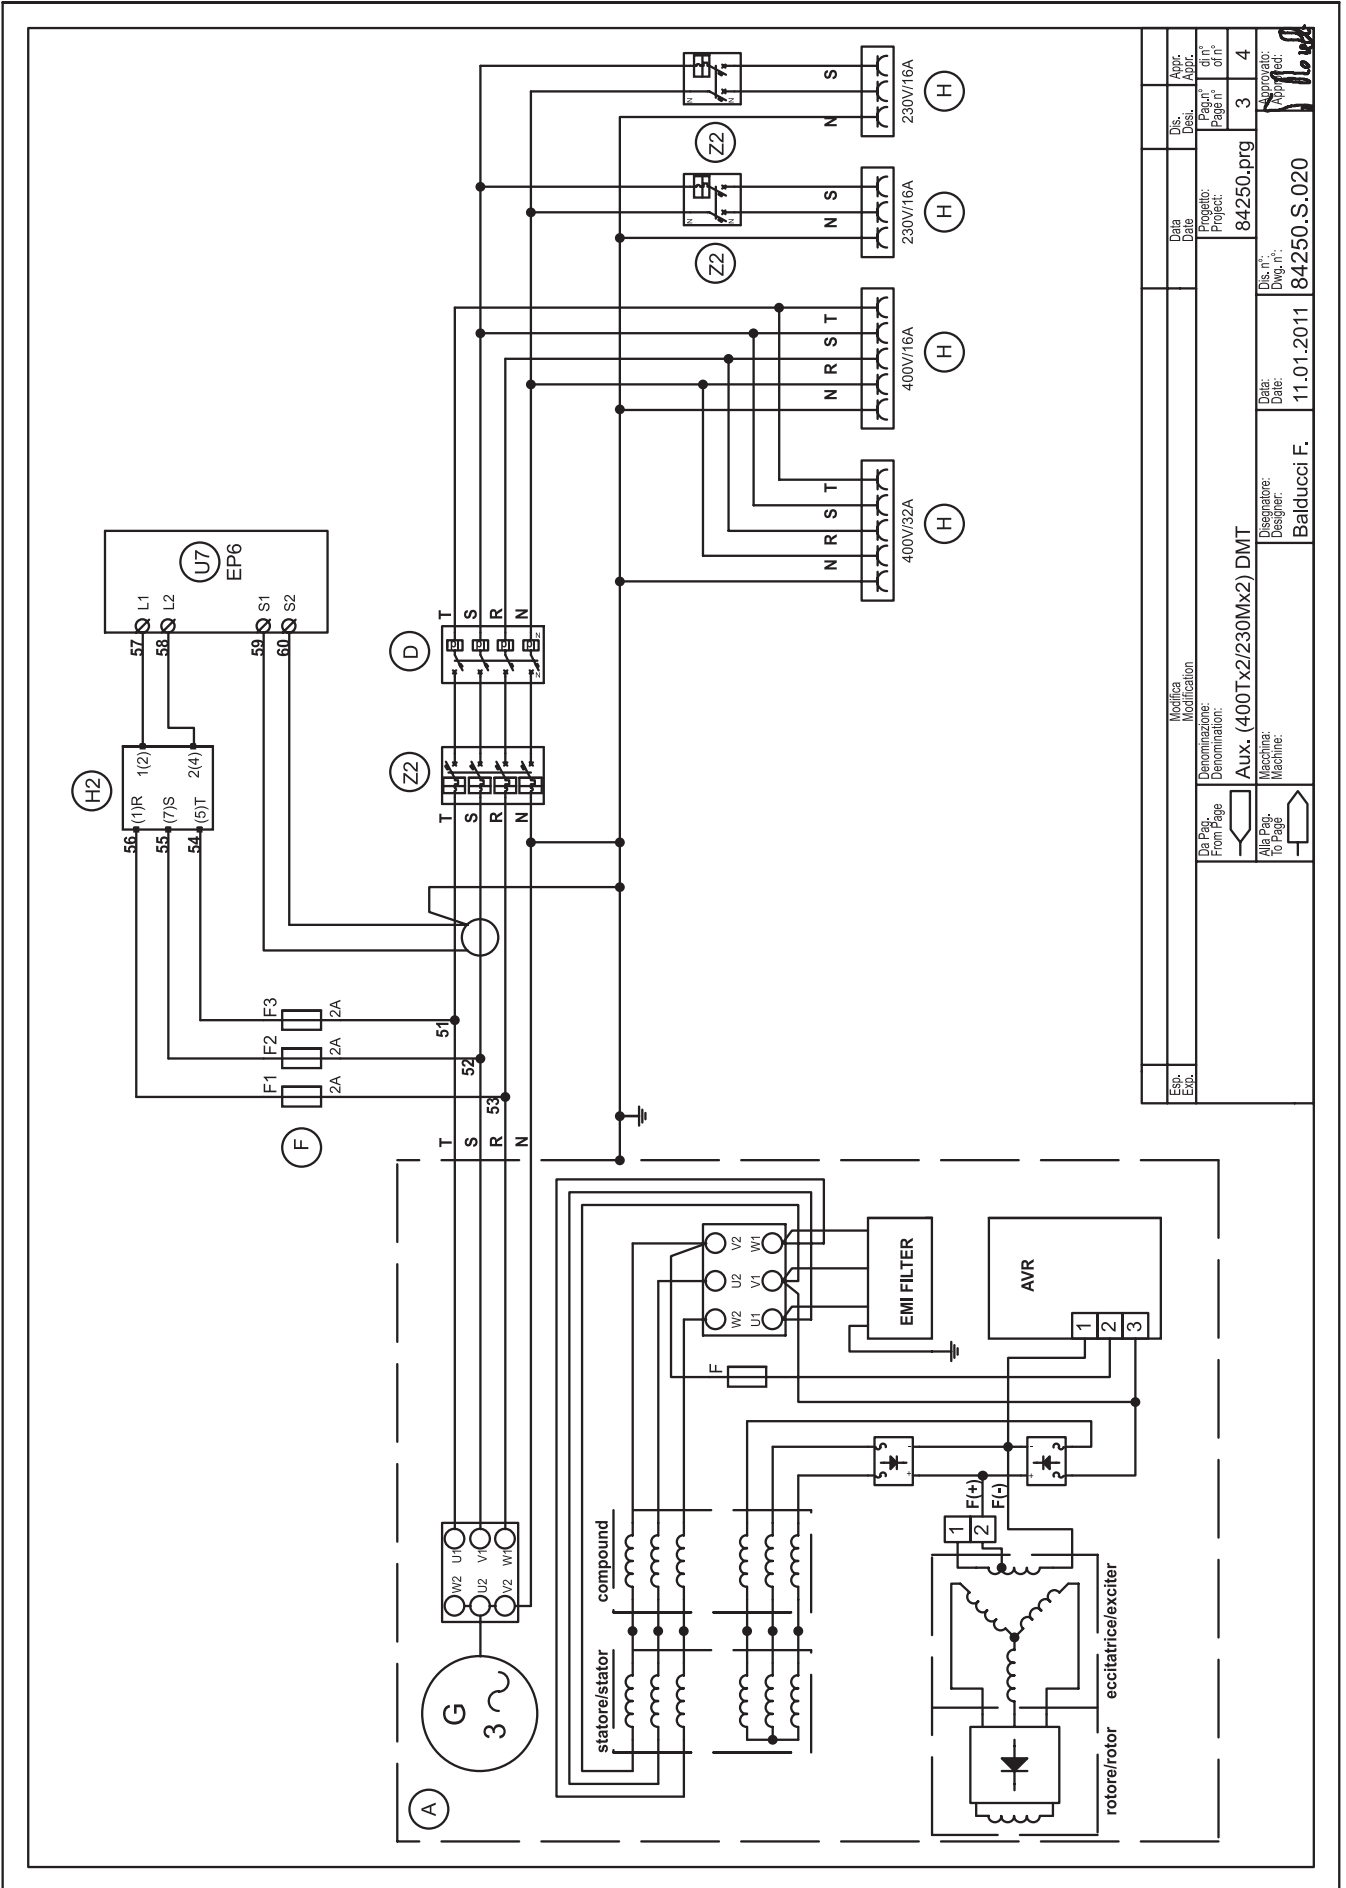 A
G
3
W2
U2
V2
U1
V1
W1
statore/stator
compound
W2
U2
V2
U1
V1
W1
F
EMI FILTER
AVR
1
2
3
+
-
+
-
F(+)
F(-)
1
2
rotore/rotor
eccitatrice/exciter
T
S
R
N
F
F1
F2
F3
2A
2A
2A
51
52
53
56
55
54
H2
(1)R
(7)S
(5)T
1(2)
2(4)
57
58
59
60
L1
L2
S1
S2
U7
EP6
T
S
R
N
Z2
D
N
N
T
S
R
N
N
R
S
T
400V/32A
H
N
R
S
T
400V/16A
H
Z2
N
N
N
S
230V/16A
H
Z2
N
N
N
S
230V/16A
H
Esp.
Exp.
Modifica
Modification
Data
Date
Dis.
Desi.
Appr.
Appr.
Da Pag.
From Page
Denominazione:
Denomination:
Aux. (400Tx2/230Mx2) DMT
Progetto:
Project:
84250.prg
Pag.n°
Page n°
3
di n°
of n°
4
Alla Pag.
To Page
Macchina:
Machine:
Disegnatore:
Designer:
Balducci F.
Data:
Date:
11.01.2011
Dis. n°:
Dwg. n°:
84250.S.020
Approvato:
Approved: